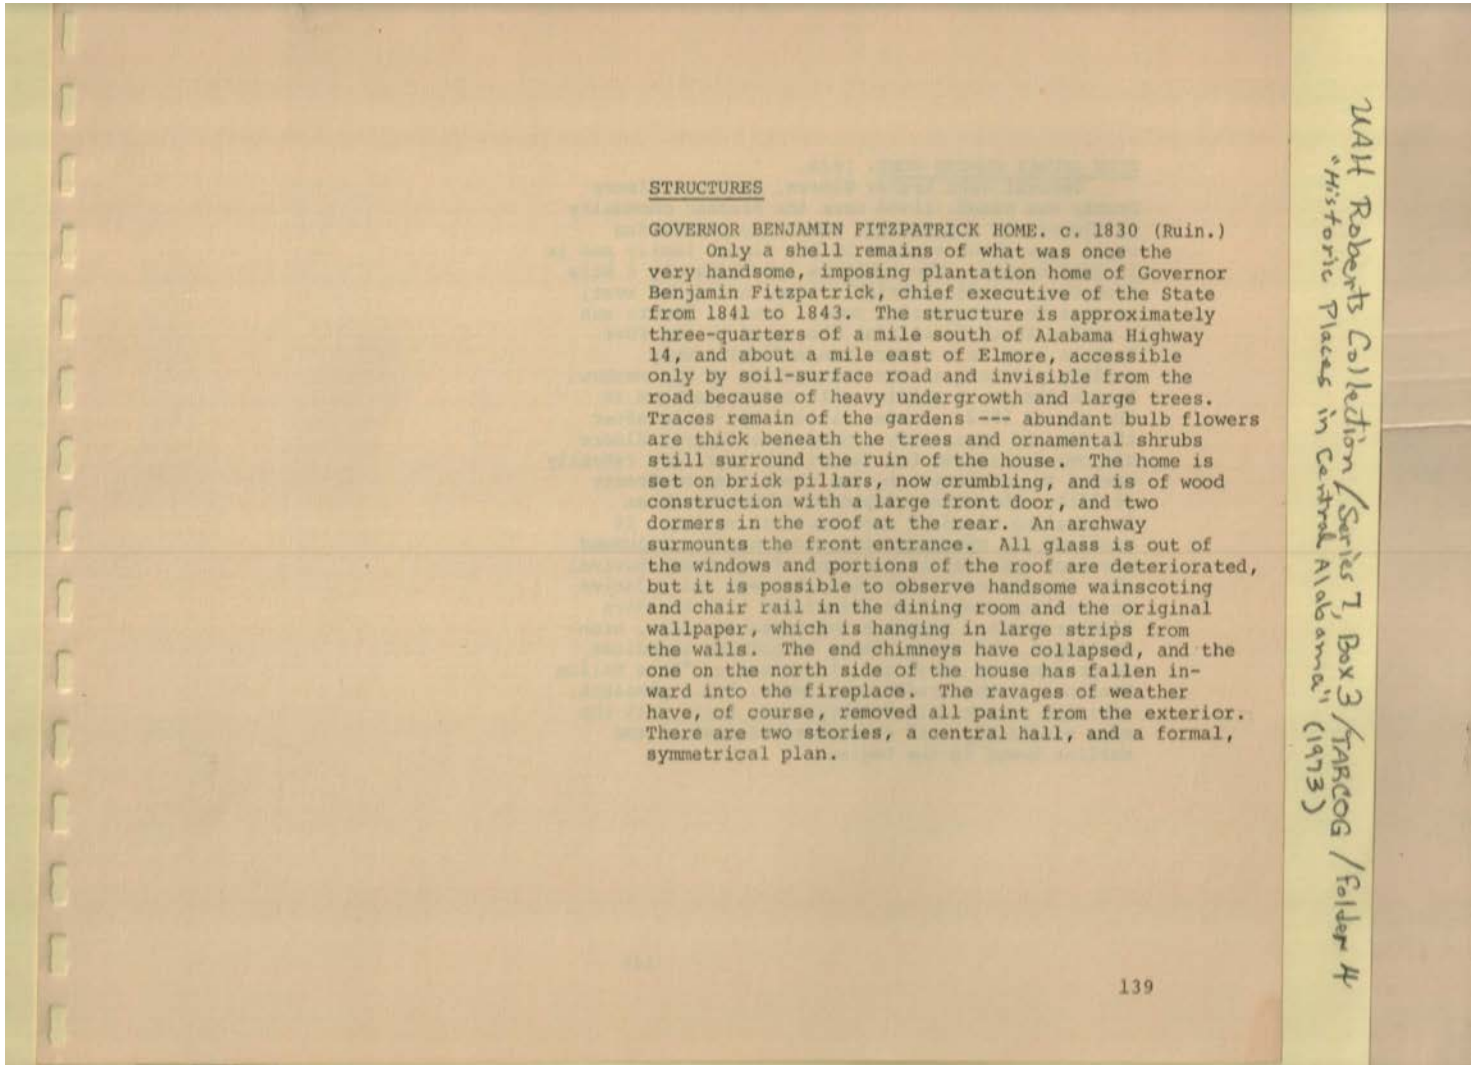 STRUCTURES
GOVERNOR BENJAMIN FITZPATRICK HOME. c. 1830 (Ruin.)
Only a shell remains of what was once the
very handsome, imposing plantation home of Governor
Benjamin Fitzpatrick, chief executive of the State
from 1841 to 1843. The structure is approximately
three-quarters of a mile south of Alabama Highway
14, and about a mile east of Elmore, accessible
only by soil-surface road and invisible from the
road because of heavy undergrowth and large trees.
Traces remain of the gardens --- abundant bulb flowers
are thick beneath the trees and ornamental shrubs
still surround the ruin of the house. The home is
set on brick pillars, now crumbling, and is of wood
construction with a large front door, and two
dormers in the roof at the rear. An archway
surmounts the front entrance. All glass is out of
the windows and portions of the roof are deteriorated,
but it is possible to observe handsome wainscoting
and chair rail in the dining room and the original
wallpaper, which is hanging in large strips from
the walls. The end chimneys have collapsed, and the
one on the north side of the house has fallen in-
ward into the fireplace. The ravages of weather
have, of course, removed all paint from the exterior.
There are two stories, a central hall, and a formal,
symmetrical plan.
139
UAH Roberts Collection/Series 7, Box 3/TARCOG/folder 4
"Historic Places in Central Alabama" (1973)